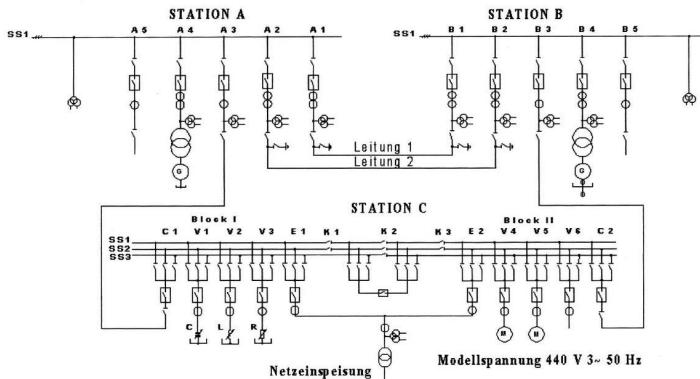 STATION A
STATION B
SS1
A 5
A 4
A 3
A 2
A 1
SS1
B 1
B 2
B 3
B 4
B 5
Leitung 1
Leitung 2
G
G
STATION C
Block I
Block II
C 1
V 1
V 2
V 3
E 1
K 1
K 2
K 3
E 2
V 4
V 5
V 6
C 2
SS1
SS2
SS3
C
L
R
M
M
Netzeinspeisung
Modellspannung 440 V 3~ 50 Hz